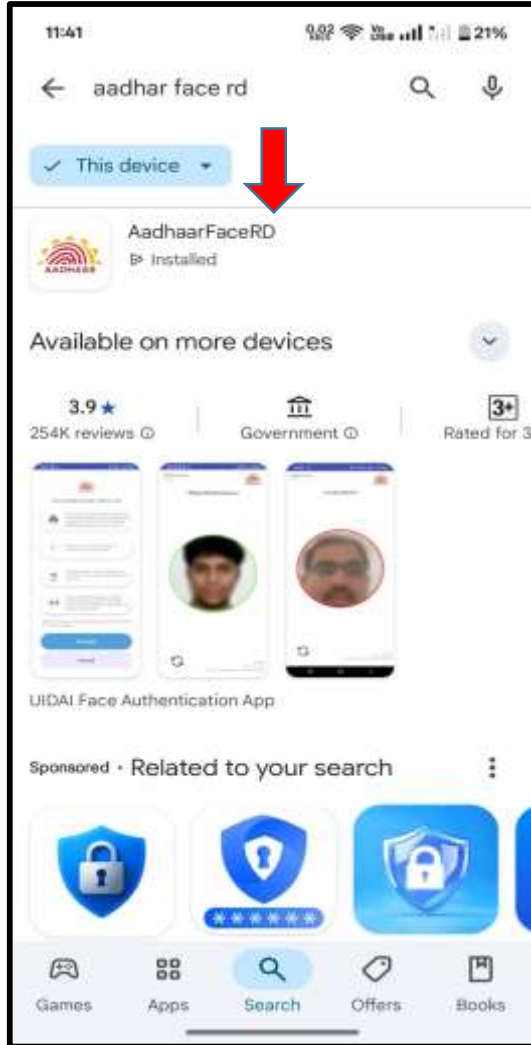 11:41
21%
aadhar face rd
This device
AadhaarFaceRD
AADHAAR
Installed
Available on more devices
3.9★
254K reviews
Government
3+
Rated for 3
UIDAI Face Authentication App
Sponsored · Related to your search
******
Games
Apps
Search
Offers
Books